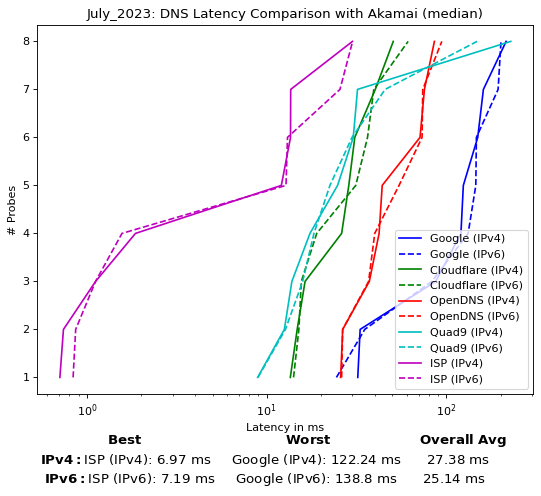 July_2023: DNS Latency Comparison with Akamai (median)
8
7
6
5
4
3
2
1
# Probes
Google (IPv4)
Google (IPv6)
Cloudflare (IPv4)
Cloudflare (IPv6)
OpenDNS (IPv4)
OpenDNS (IPv6)
Quad9 (IPv4)
Quad9 (IPv6)
ISP (IPv4)
ISP (IPv6)
10⁰ 10¹ 10²
Latency in ms
Best Worst Overall Avg
IPv4: ISP (IPv4): 6.97 ms Google (IPv4): 122.24 ms 27.38 ms
IPv6: ISP (IPv6): 7.19 ms Google (IPv6): 138.8 ms 25.14 ms